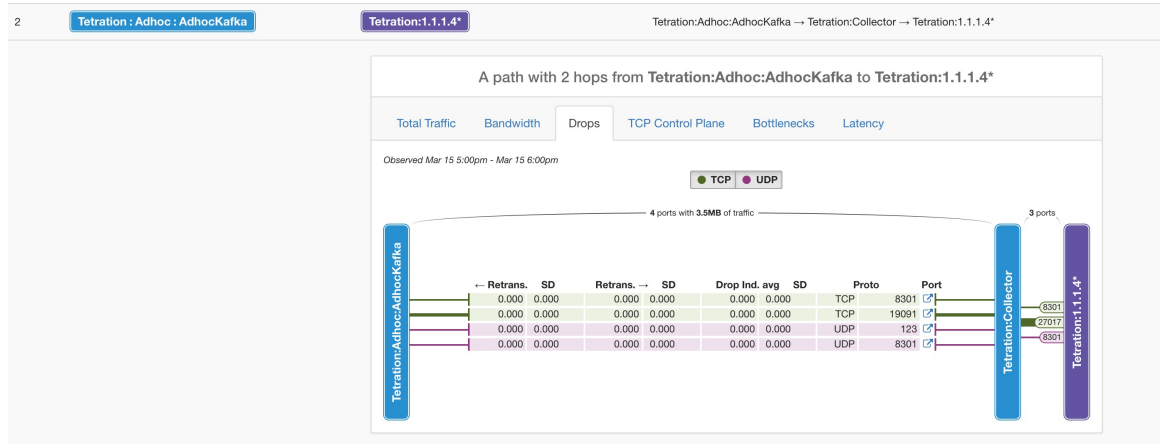 2 Tetration : Adhoc : AdhocKafka Tetration:1.1.1.4* Tetration:Adhoc:AdhocKafka → Tetration:Collector → Tetration:1.1.1.4*
A path with 2 hops from Tetration:Adhoc:AdhocKafka to Tetration:1.1.1.4*
Total Traffic Bandwidth Drops TCP Control Plane Bottlenecks Latency
Observed Mar 15 5:00pm - Mar 15 6:00pm
TCP UDP
4 ports with 3.5MB of traffic 3 ports
Tetration:Adhoc:AdhocKafka
← Retrans. SD Retrans. → SD Drop Ind. avg SD Proto Port
0.000 0.000 0.000 0.000 0.000 0.000 TCP 8301
0.000 0.000 0.000 0.000 0.000 0.000 TCP 19091
0.000 0.000 0.000 0.000 0.000 0.000 UDP 123
0.000 0.000 0.000 0.000 0.000 0.000 UDP 8301
Tetration:Collector
8301
27017
8301
Tetration:1.1.1.4*